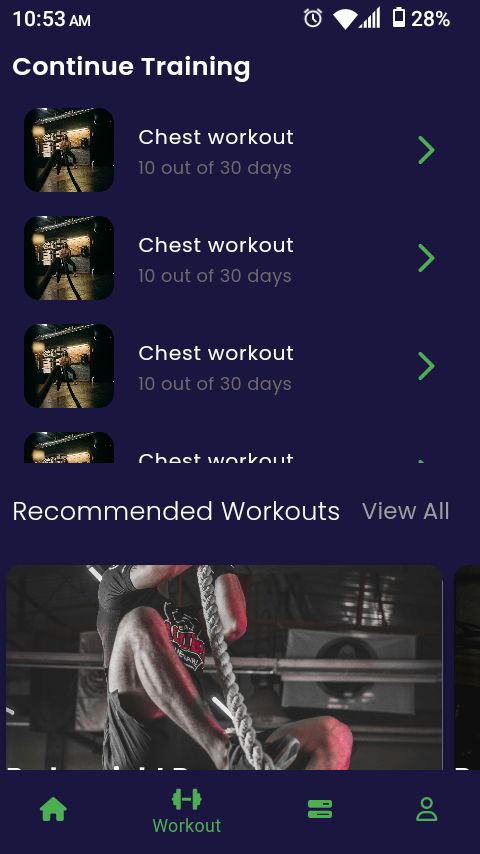 10:53 AM
28%
Continue Training
Chest workout
10 out of 30 days
Chest workout
10 out of 30 days
Chest workout
10 out of 30 days
Chest workout
Recommended Workouts
View All
Workout